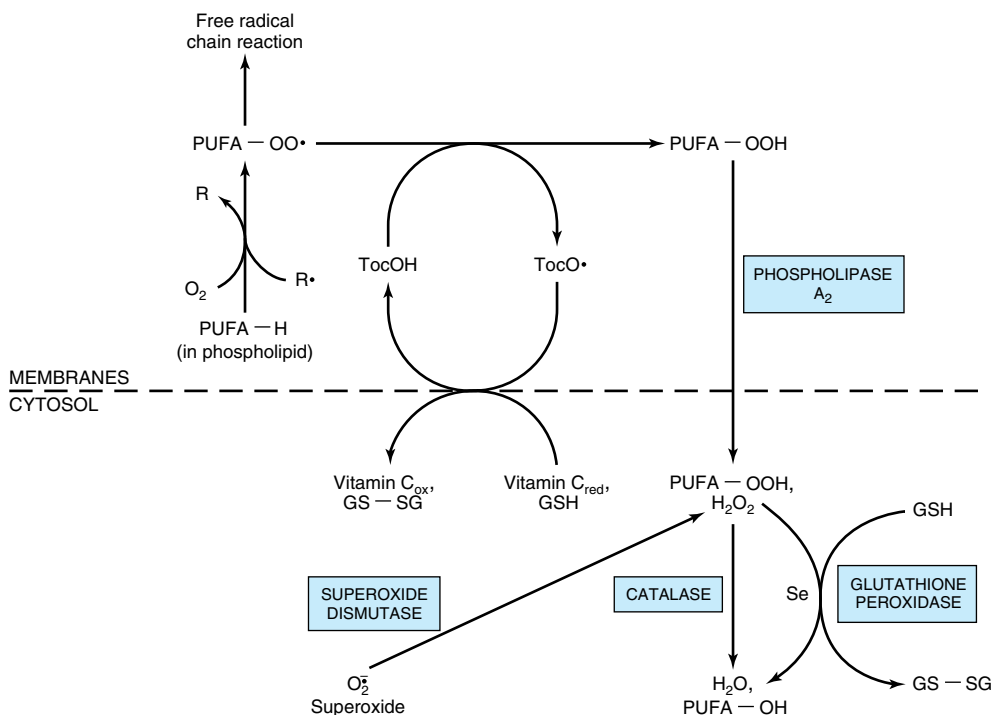 Free radical
chain reaction
PUFA — OO•
PUFA — OOH
R
TocOH
TocO•
O₂
R•
PUFA — H
(in phospholipid)
PHOSPHOLIPASE
A₂
MEMBRANES
CYTOSOL
Vitamin Cox,
GS — SG
Vitamin Cred,
GSH
PUFA — OOH,
H₂O₂
GSH
SUPEROXIDE
DISMUTASE
CATALASE
Se
GLUTATHIONE
PEROXIDASE
O₂•̄
Superoxide
H₂O,
PUFA — OH
GS — SG